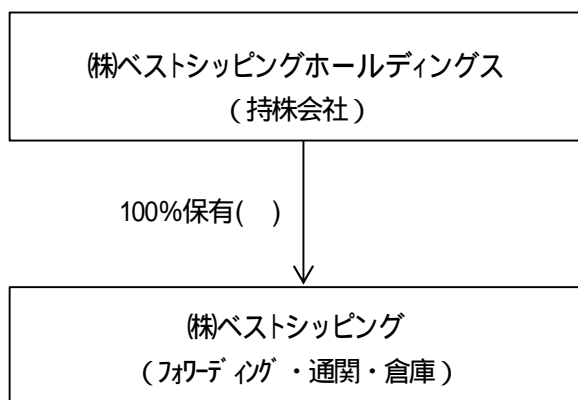 ㈱ベストシッピングホールディングス
(持株会社)
100%保有(　)
㈱ベストシッピング
(ﾌｫﾜｰﾃﾞｨﾝｸﾞ・通関・倉庫)